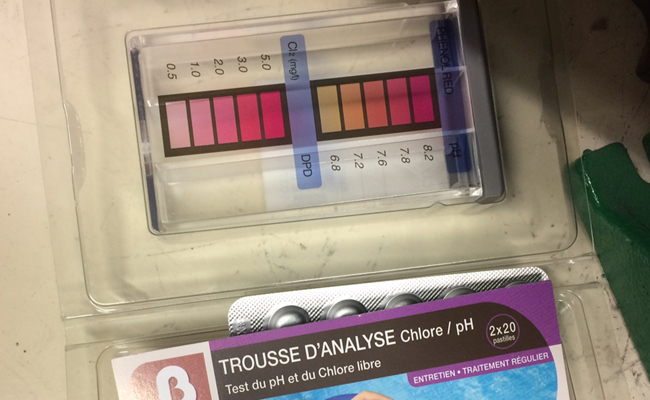 0.5
1.0
2.0
3.0
5.0
Cl₂ (mg/l)
DPD
PHENOL RED
pH
6.8
7.2
7.6
7.8
8.2
TROUSSE D'ANALYSE Chlore / pH
Test du pH et du Chlore libre
2x20
pastilles
ENTRETIEN • TRAITEMENT RÉGULIER
β